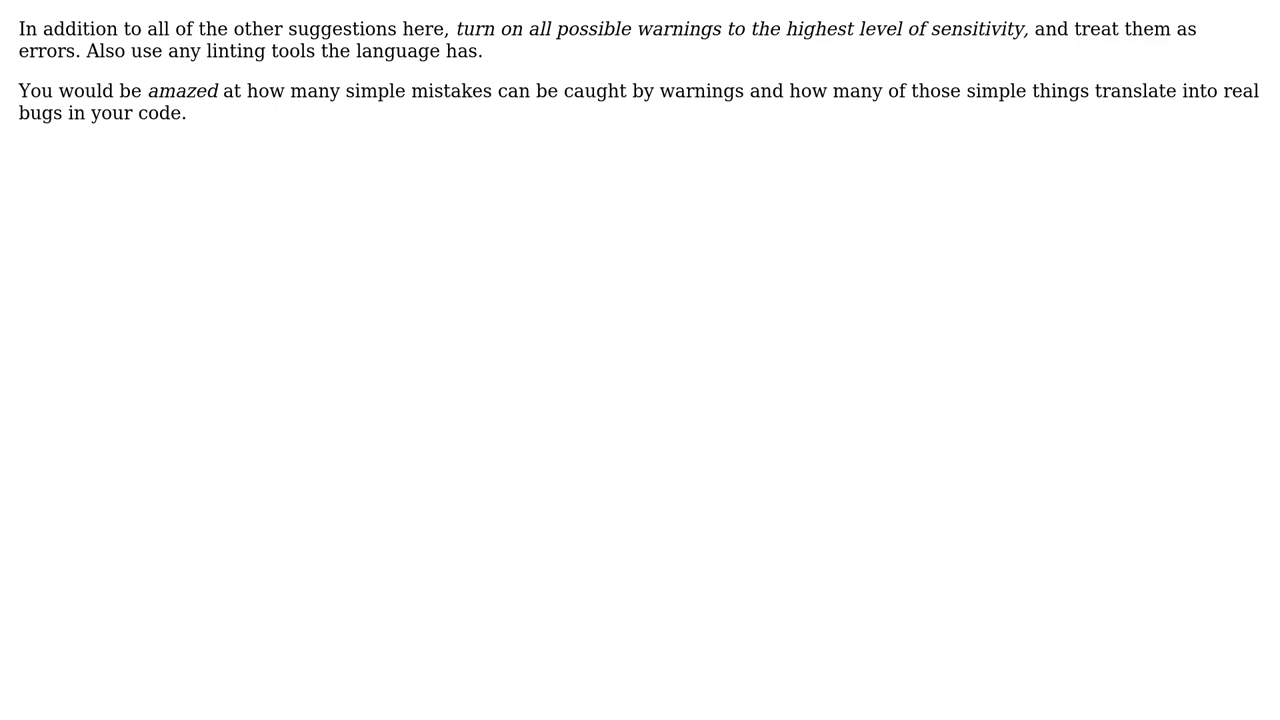 In addition to all of the other suggestions here, turn on all possible warnings to the highest level of sensitivity, and treat them as
errors. Also use any linting tools the language has.
You would be amazed at how many simple mistakes can be caught by warnings and how many of those simple things translate into real
bugs in your code.